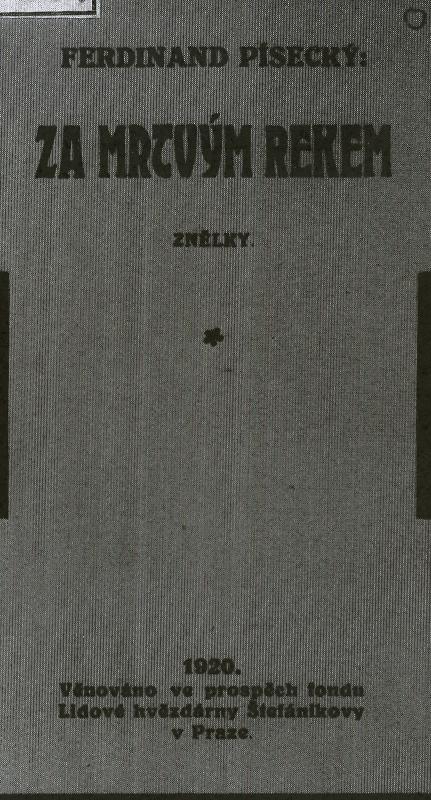 FERDINAND PÍSECKÝ:
ZA MRTVÝM REKEM
ZNĚLKY.
1920.
Věnováno ve prospěch fondu
Lidové hvězdárny Štefánikovy
v Praze.